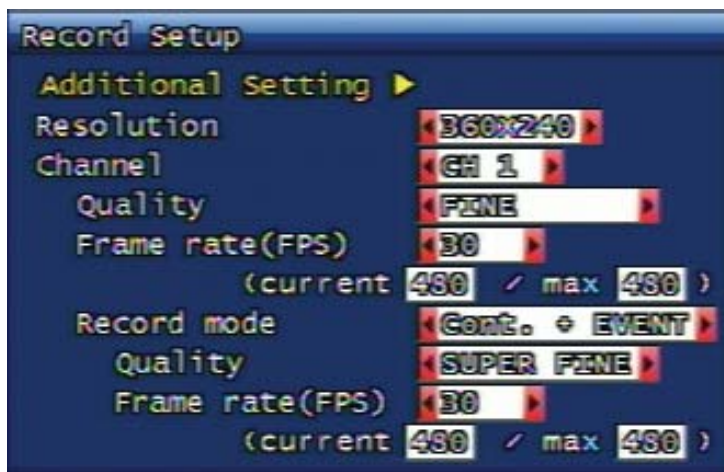 Record Setup
Additional Setting ▶
Resolution 360x240
Channel CH 1
Quality FINE
Frame rate(FPS) 30
(current 480 / max 480 )
Record mode Cont. + EVENT
Quality SUPER FINE
Frame rate(FPS) 30
(current 480 / max 480 )